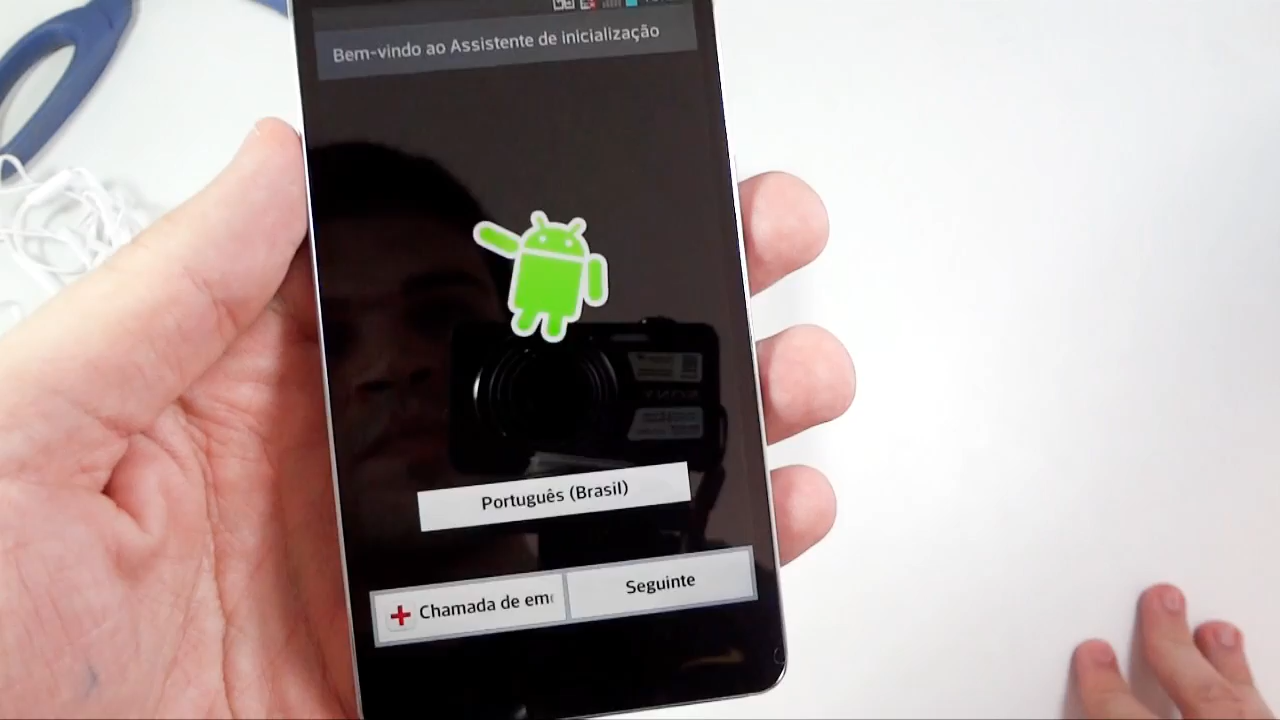 Bem-vindo ao Assistente de inicialização
Português (Brasil)
Chamada de em
Seguinte